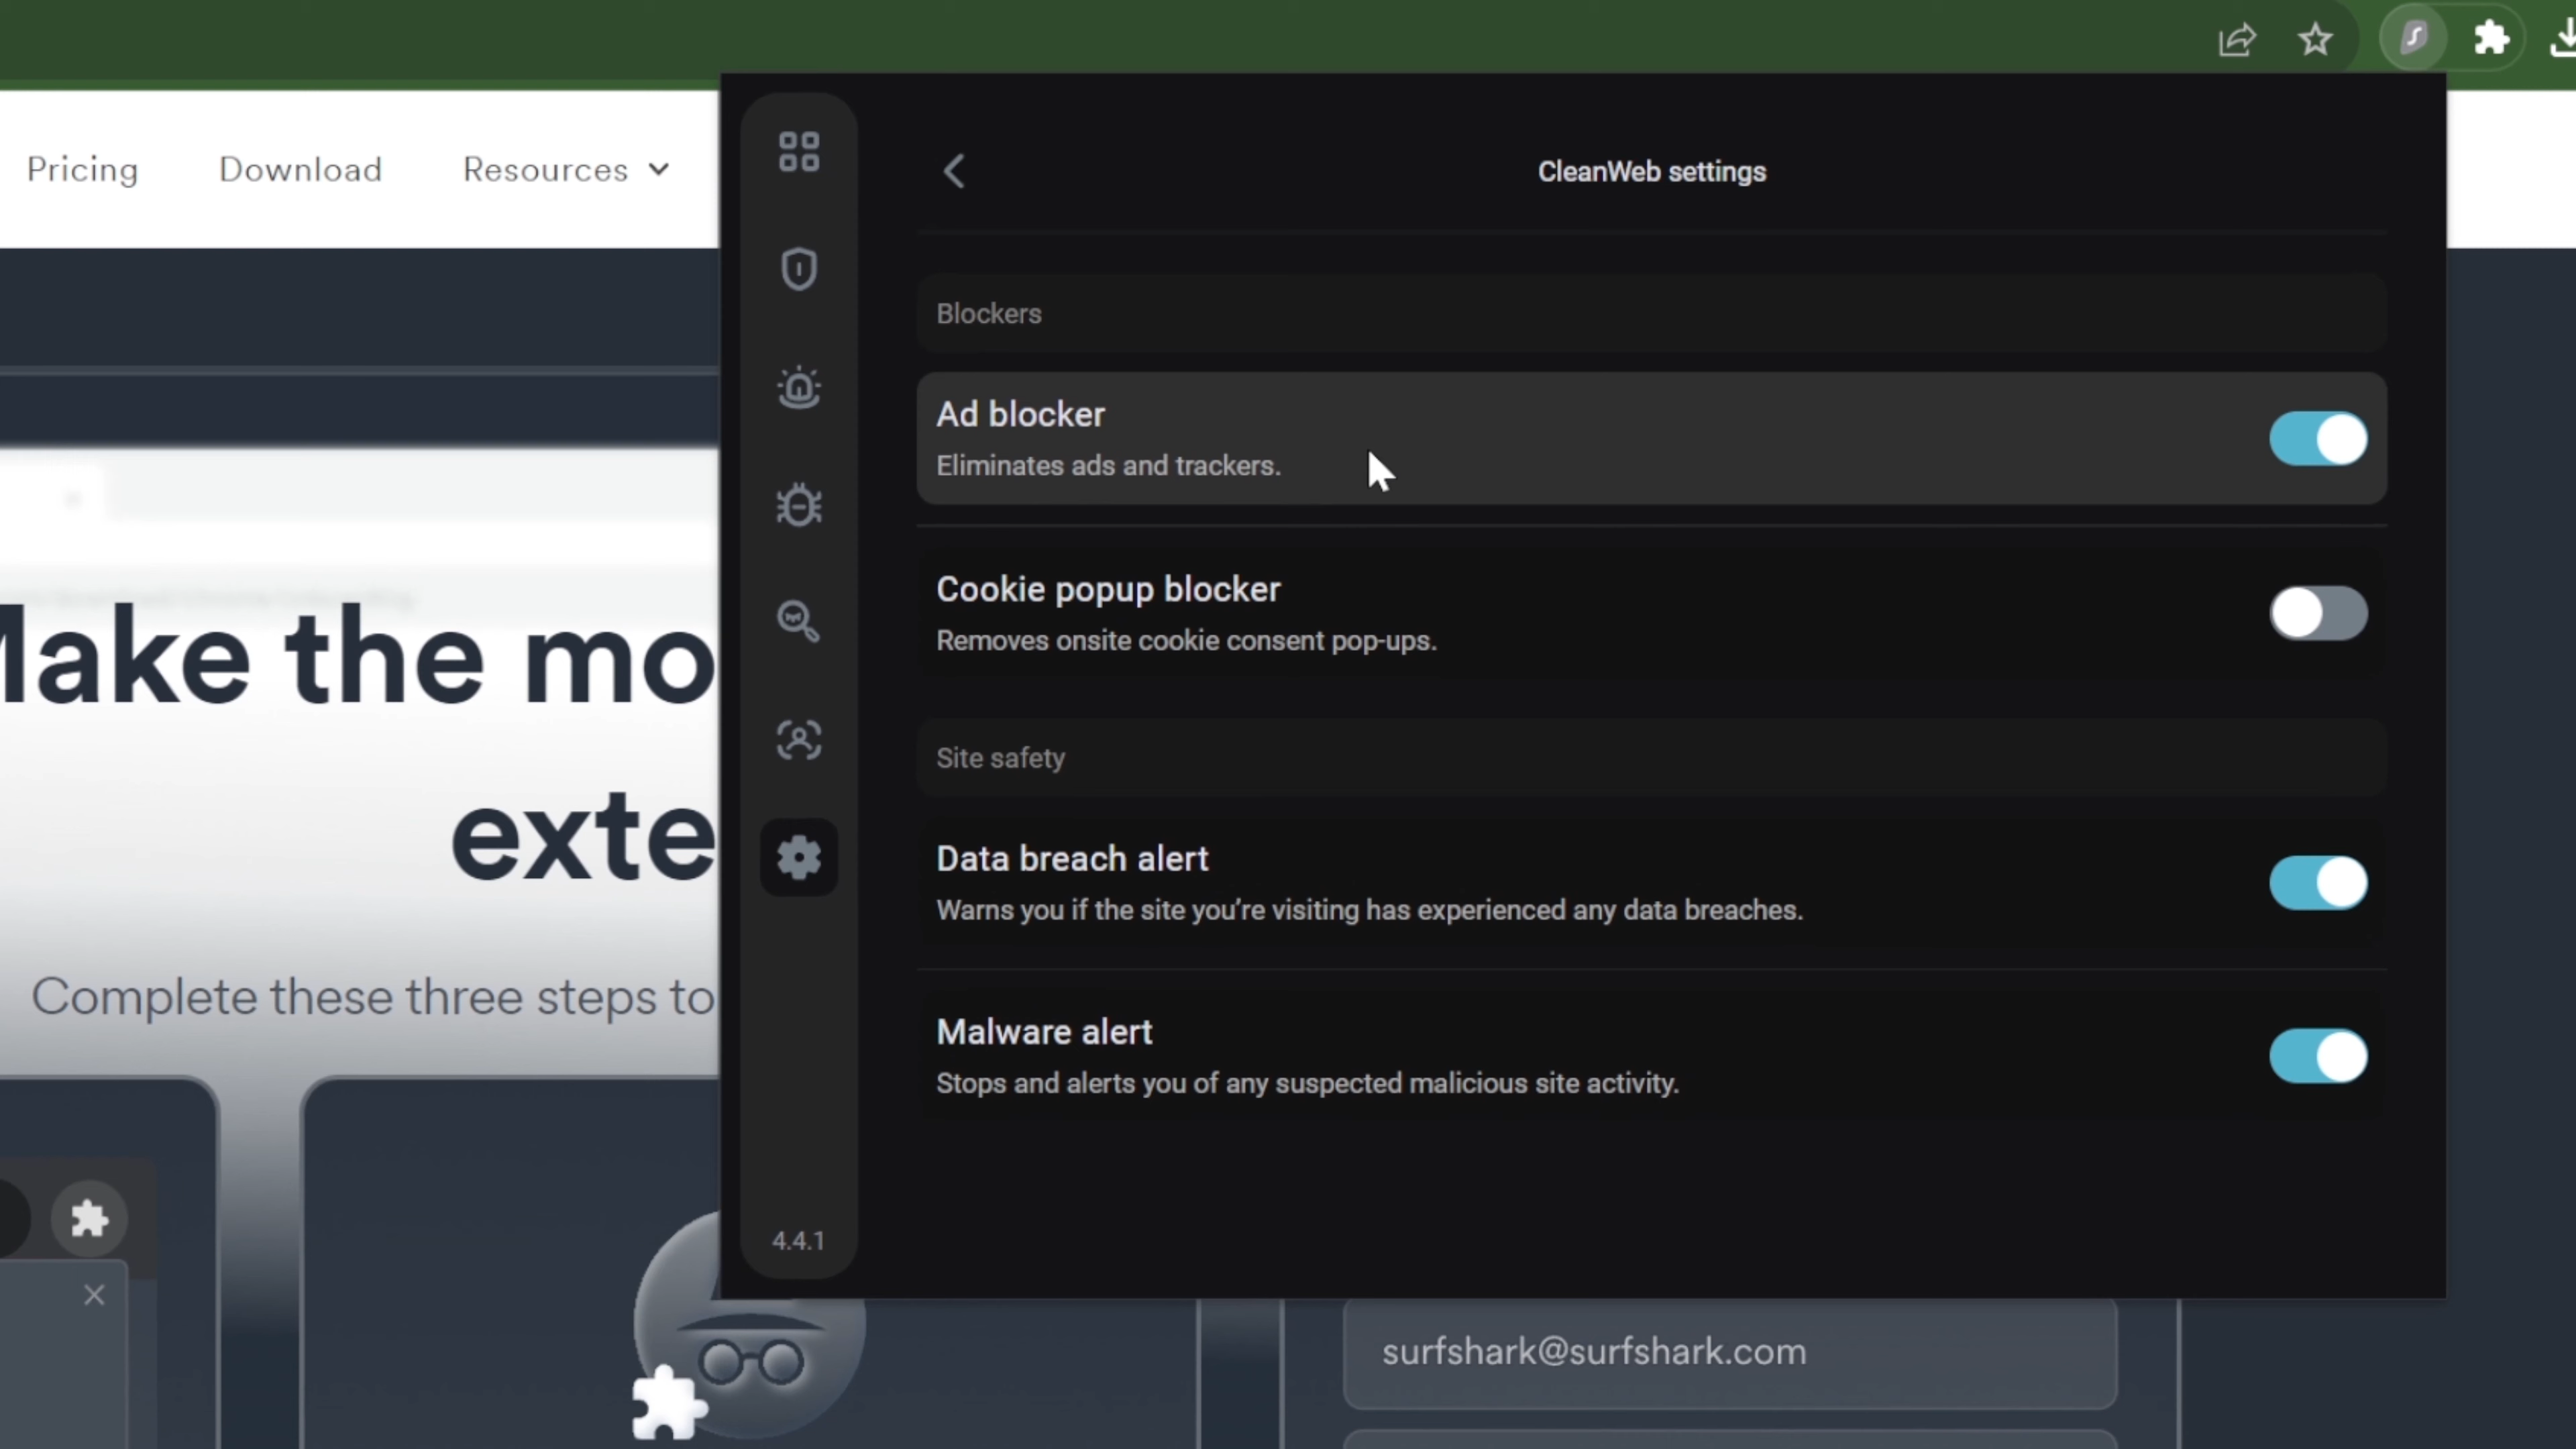 Pricing
Download
Resources
CleanWeb settings
Blockers
Ad blocker
Eliminates ads and trackers.
Cookie popup blocker
Removes onsite cookie consent pop-ups.
Site safety
Data breach alert
Warns you if the site you’re visiting has experienced any data breaches.
Malware alert
Stops and alerts you of any suspected malicious site activity.
4.4.1
Make the mo
exte
Complete these three steps to
surfshark@surfshark.com